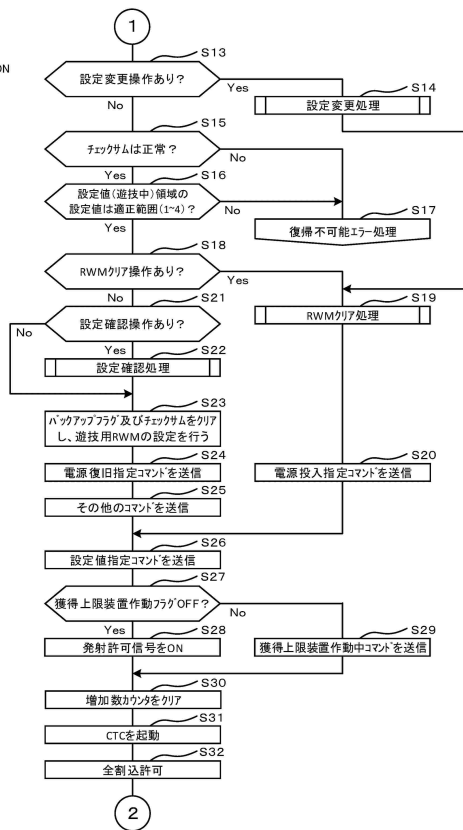 1
ON
S13
設定変更操作あり？
Yes
No
S14
設定変更処理
S15
チェックサムは正常？
No
Yes
S16
設定値(遊技中)領域の
設定値は適正範囲(1~4)？
No
Yes
S17
復帰不可能エラー処理
S18
RWMクリア操作あり？
Yes
No
S19
RWMクリア処理
S21
設定確認操作あり？
No
Yes
S22
設定確認処理
S23
バックアップフラグ及びチェックサムをクリア
し、遊技用RWMの設定を行う
S24
電源復旧指定コマンドを送信
S20
電源投入指定コマンドを送信
S25
その他のコマンドを送信
S26
設定値指定コマンドを送信
S27
獲得上限装置作動フラグOFF？
No
Yes
S28
発射許可信号をON
S29
獲得上限装置作動中コマンドを送信
S30
増加数カウンタをクリア
S31
CTCを起動
S32
全割込許可
2